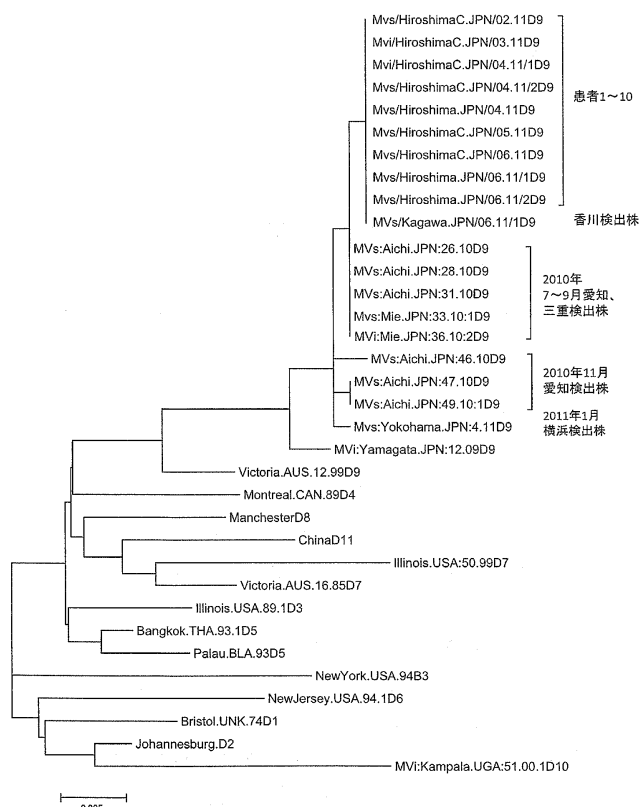 Mvs/HiroshimaC.JPN/02.11D9
Mvi/HiroshimaC.JPN/03.11D9
Mvi/HiroshimaC.JPN/04.11/1D9
Mvs/HiroshimaC.JPN/04.11/2D9
Mvs/Hiroshima.JPN/04.11D9
Mvs/HiroshimaC.JPN/05.11D9
Mvs/HiroshimaC.JPN/06.11D9
Mvs/Hiroshima.JPN/06.11/1D9
Mvs/Hiroshima.JPN/06.11/2D9
患者1~10
MVs/Kagawa.JPN/06.11/1D9
香川検出株
MVs:Aichi.JPN:26.10D9
MVs:Aichi.JPN:28.10D9
MVs:Aichi.JPN:31.10D9
Mvs:Mie.JPN:33.10:1D9
MVi:Mie.JPN:36.10:2D9
2010年
7~9月愛知、
三重検出株
MVs:Aichi.JPN:46.10D9
MVs:Aichi.JPN:47.10D9
MVs:Aichi.JPN:49.10:1D9
2010年11月
愛知検出株
Mvs:Yokohama.JPN:4.11D9
2011年1月
横浜検出株
MVi:Yamagata.JPN:12.09D9
Victoria.AUS.12.99D9
Montreal.CAN.89D4
ManchesterD8
ChinaD11
Illinois.USA:50.99D7
Victoria.AUS.16.85D7
Illinois.USA.89.1D3
Bangkok.THA.93.1D5
Palau.BLA.93D5
NewYork.USA.94B3
NewJersey.USA.94.1D6
Bristol.UNK.74D1
Johannesburg.D2
MVi:Kampala.UGA:51.00.1D10